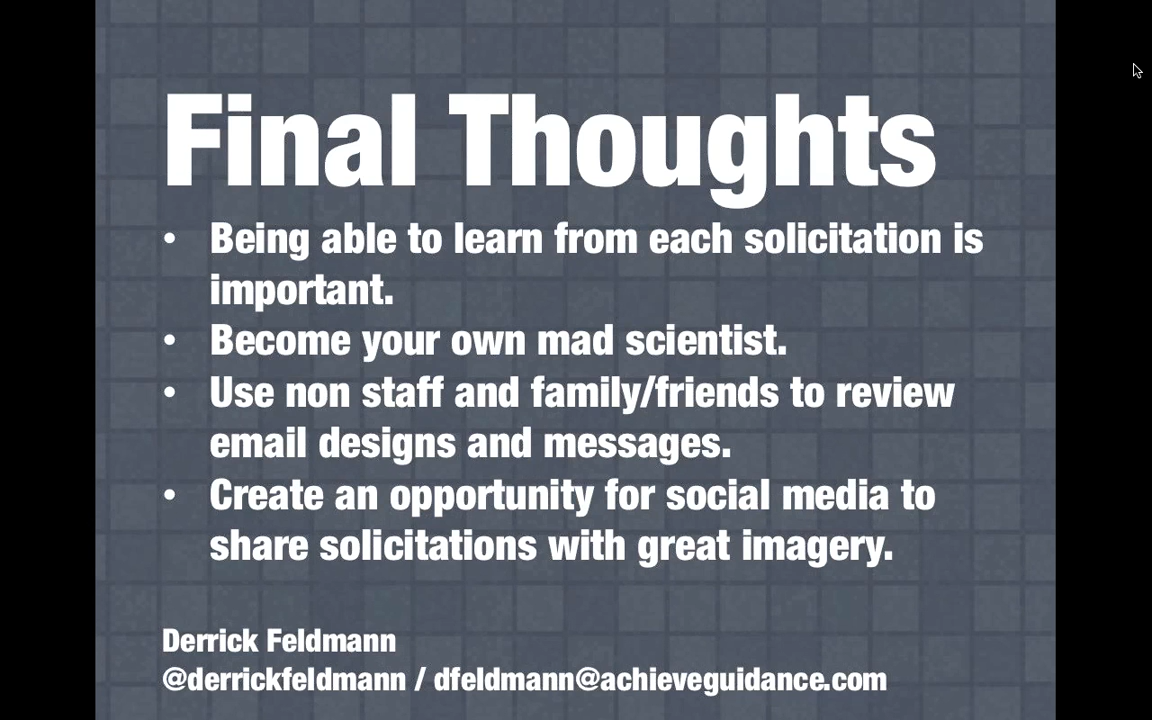 Final Thoughts
• Being able to learn from each solicitation is
important.
• Become your own mad scientist.
• Use non staff and family/friends to review
email designs and messages.
• Create an opportunity for social media to
share solicitations with great imagery.
Derrick Feldmann
@derrickfeldmann / dfeldmann@achieveguidance.com